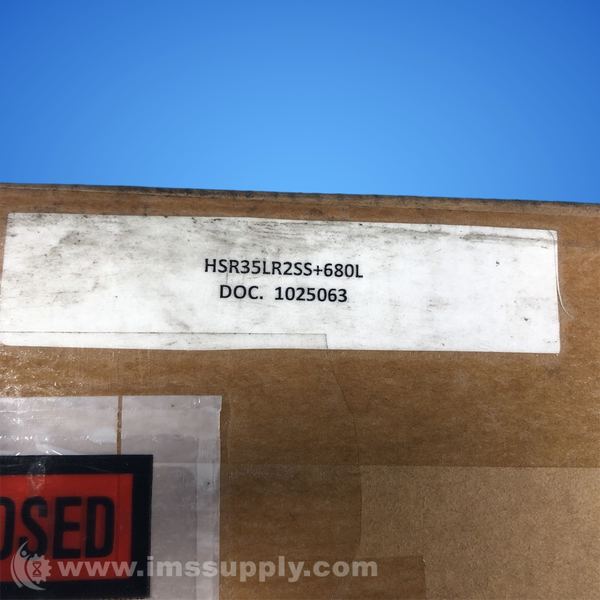 HSR35LR2SS+680L
DOC. 1025063
OSED
www.imssupply.com